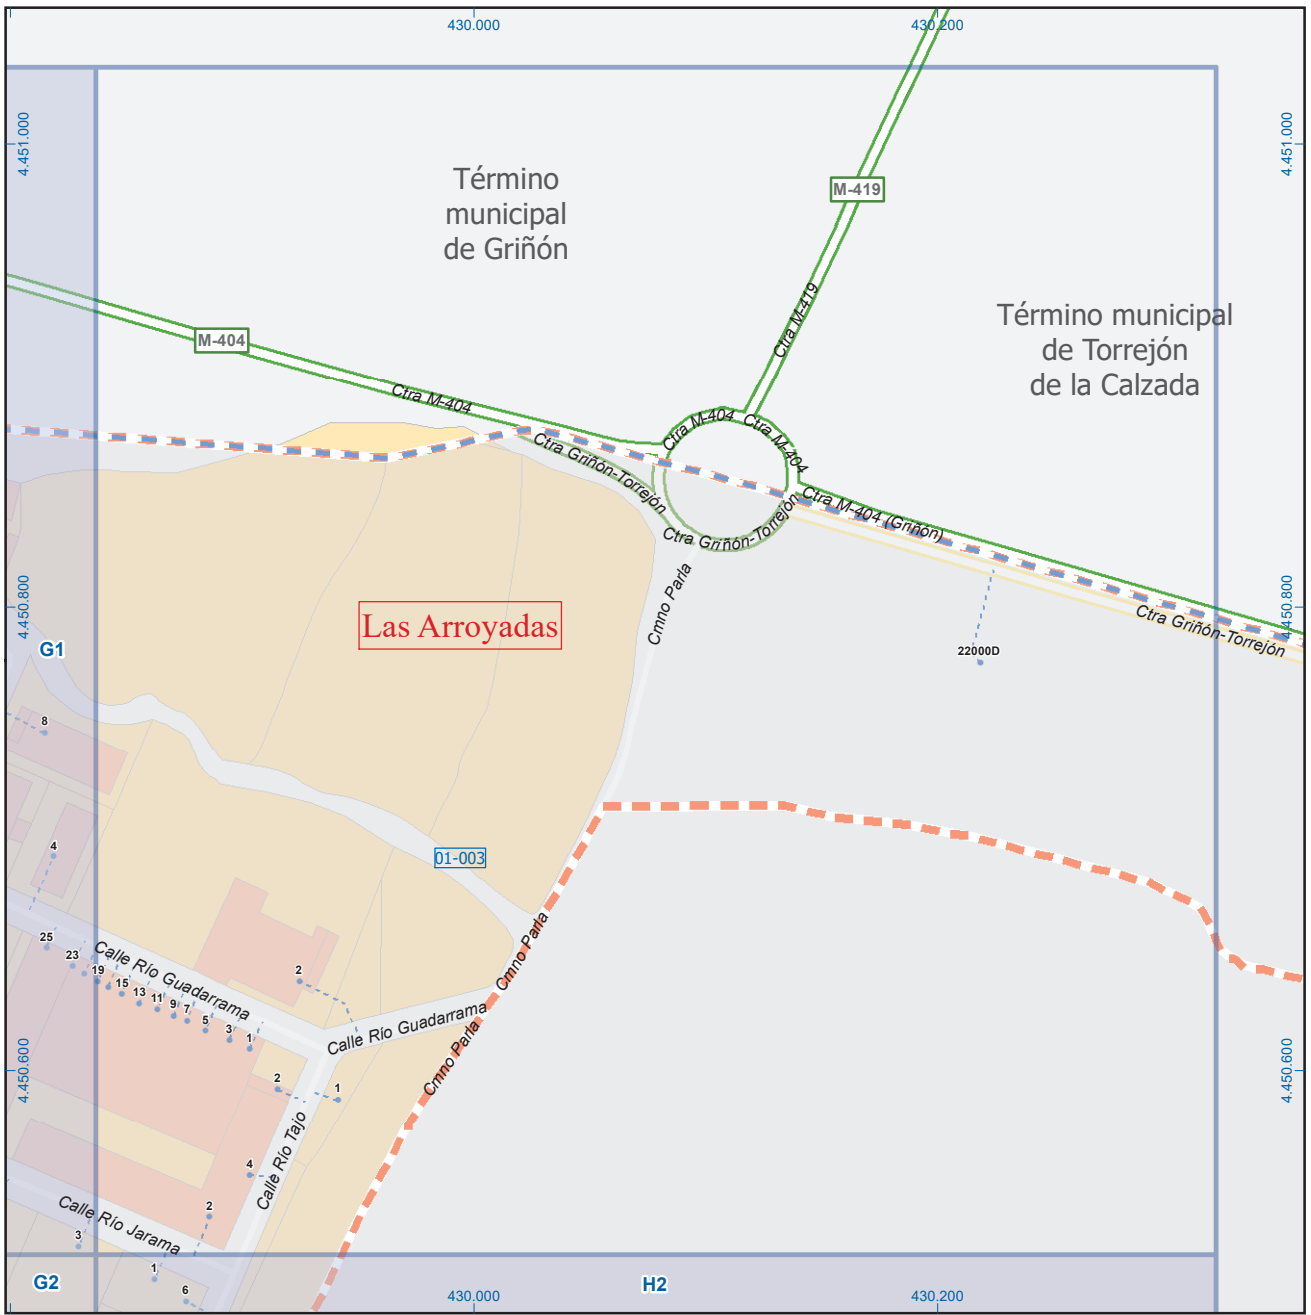 430.000
430.200
4.451.000
4.451.000
Término
municipal
de Griñón
M-419
Ctra M-419
Término municipal
de Torrejón
de la Calzada
M-404
Ctra M-404
Ctra M-404
Ctra M-404
Ctra Griñón-Torrejón
Ctra M-404 (Griñón)
Ctra Griñón-Torrejón
Cmno Parla
4.450.800
4.450.800
Las Arroyadas
Ctra Griñón-Torrejón
G1
22000D
8
4
01-003
25
23
19
15
13
11
9
7
5
3
1
Calle Río Guadarrama
2
Cmno Parla
Calle Río Guadarrama
Cmno Parla
4.450.600
4.450.600
2
1
Calle Río Tajo
4
2
Calle Río Jarama
3
1
6
G2
H2
430.000
430.200